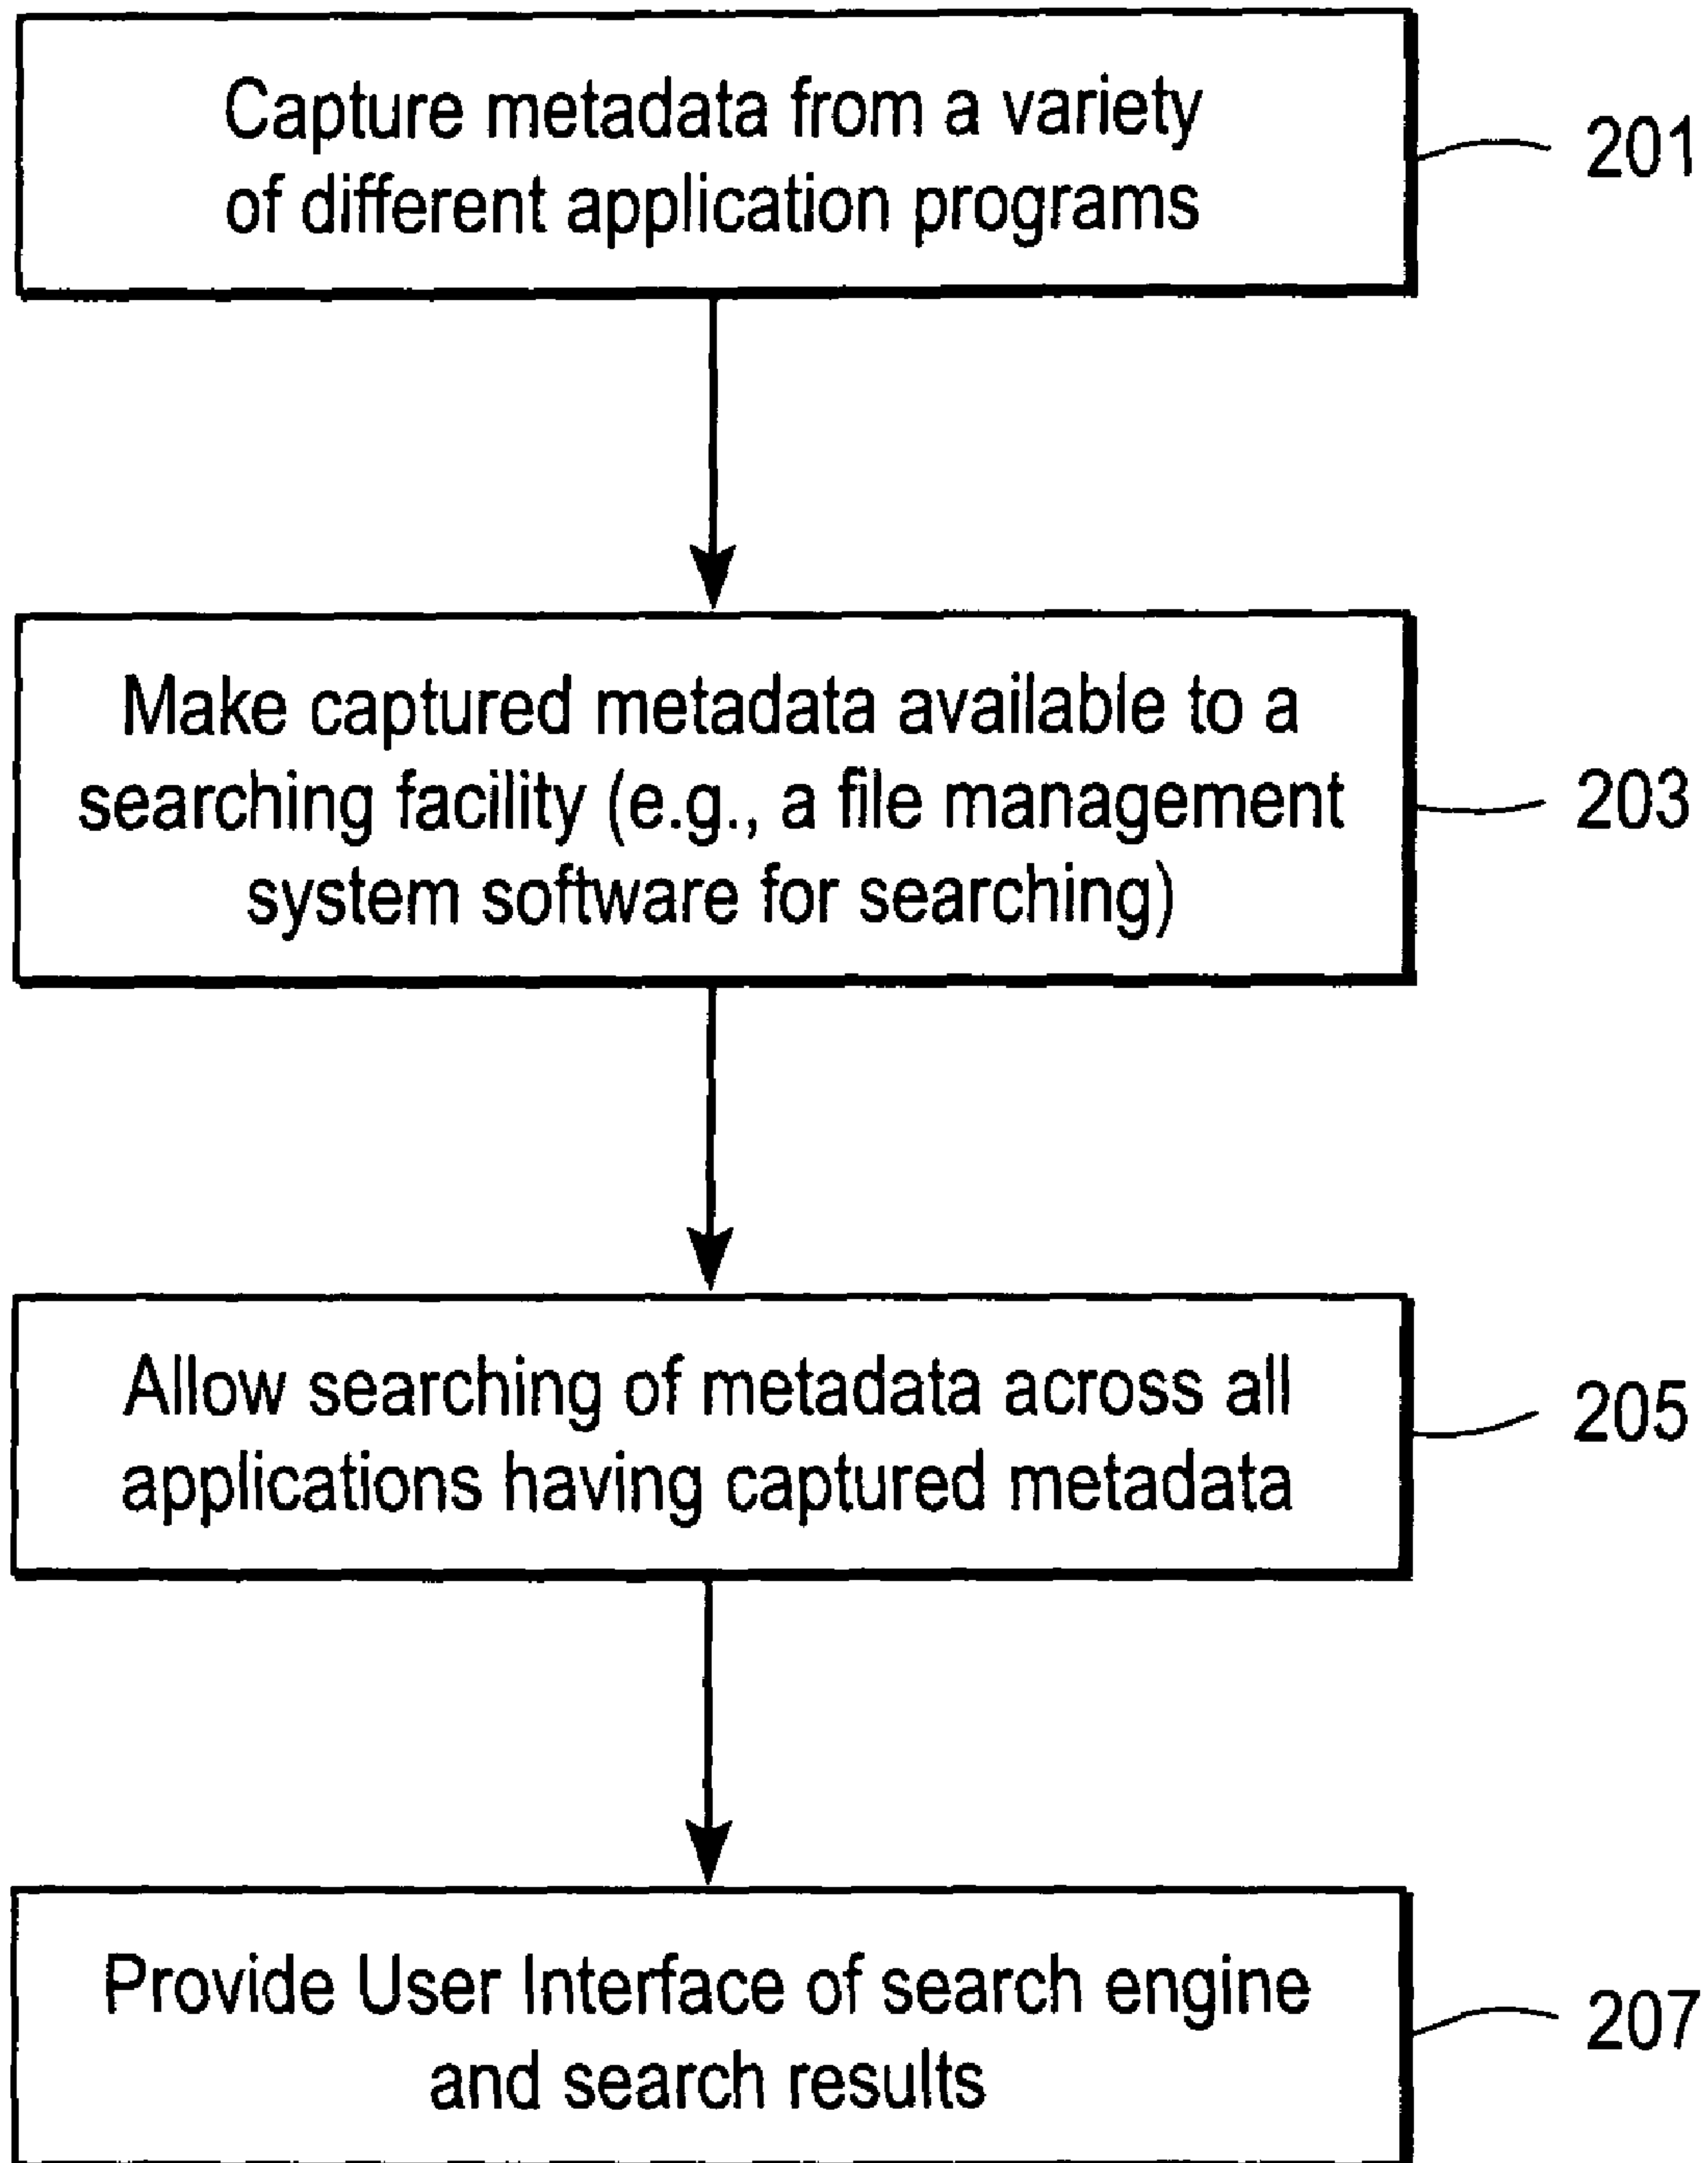 Capture metadata from a variety
of different application programs
201
Make captured metadata available to a
searching facility (e.g., a file management
system software for searching)
203
Allow searching of metadata across all
applications having captured metadata
205
Provide User Interface of search engine
and search results
207